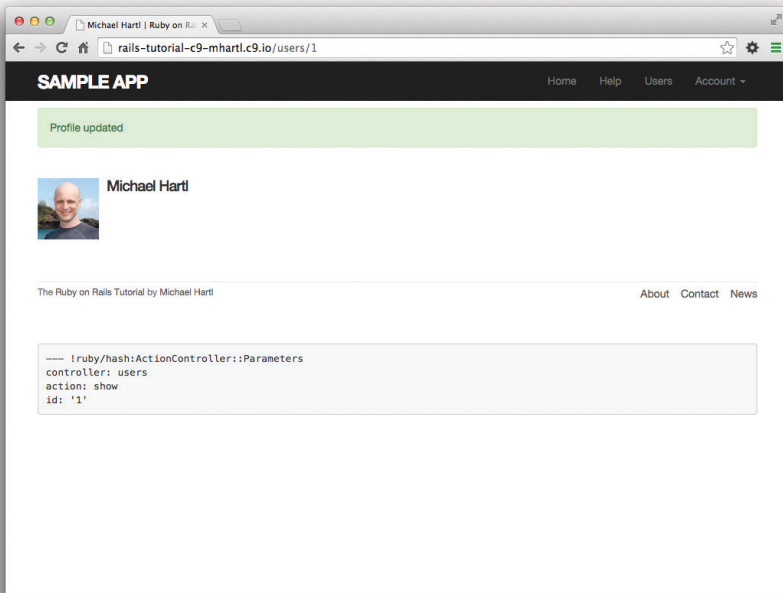 Michael Hartl | Ruby on Ra
rails-tutorial-c9-mhartl.c9.io/users/1
SAMPLE APP
Home Help Users Account
Profile updated
Michael Hartl
The Ruby on Rails Tutorial by Michael Hartl
About Contact News
--- !ruby/hash:ActionController::Parameters
controller: users
action: show
id: '1'